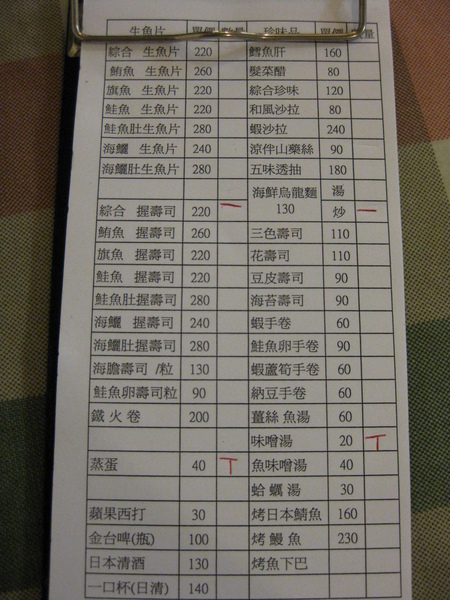 生魚片 單價 數量 珍味品 單價 量
綜合 生魚片 220 鱈魚肝 160
鮪魚 生魚片 260 髮菜醋 80
旗魚 生魚片 220 綜合珍味 120
鮭魚 生魚片 220 和風沙拉 80
鮭魚肚生魚片 280 蝦沙拉 240
海鱺 生魚片 240 涼伴山藥絲 90
海鱺肚生魚片 280 五味透抽 180
海鮮烏龍麵 湯
綜合 握壽司 220 一 130 炒 一
鮪魚 握壽司 260 三色壽司 110
旗魚 握壽司 220 花壽司 110
鮭魚 握壽司 220 豆皮壽司 90
鮭魚肚握壽司 280 海苔壽司 90
海鱺 握壽司 240 蝦手卷 60
海鱺肚握壽司 280 鮭魚卵手卷 90
海膽壽司 /粒 130 蝦蘆筍手卷 60
鮭魚卵壽司粒 90 納豆手卷 60
鐵火卷 200 薑絲 魚湯 60
味噌湯 20 T
蒸蛋 40 T 魚味噌湯 40
蛤蠣湯 30
蘋果西打 30 烤日本鯖魚 160
金台啤(瓶) 100 烤鰻魚 230
日本清酒 130 烤魚下巴
一口杯(日清) 140